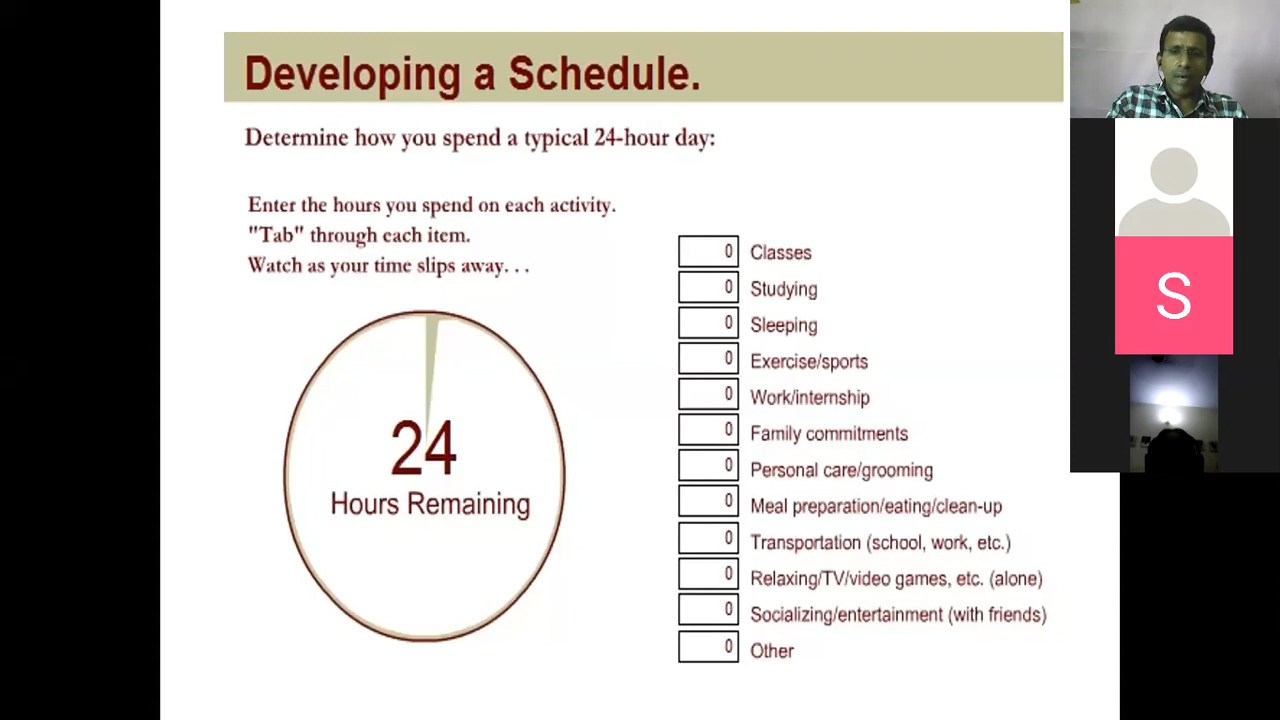 Developing a Schedule.
Determine how you spend a typical 24-hour day:
Enter the hours you spend on each activity.
"Tab" through each item.
Watch as your time slips away. . .
24
Hours Remaining
0 Classes
0 Studying
0 Sleeping
0 Exercise/sports
0 Work/internship
0 Family commitments
0 Personal care/grooming
0 Meal preparation/eating/clean-up
0 Transportation (school, work, etc.)
0 Relaxing/TV/video games, etc. (alone)
0 Socializing/entertainment (with friends)
0 Other
S